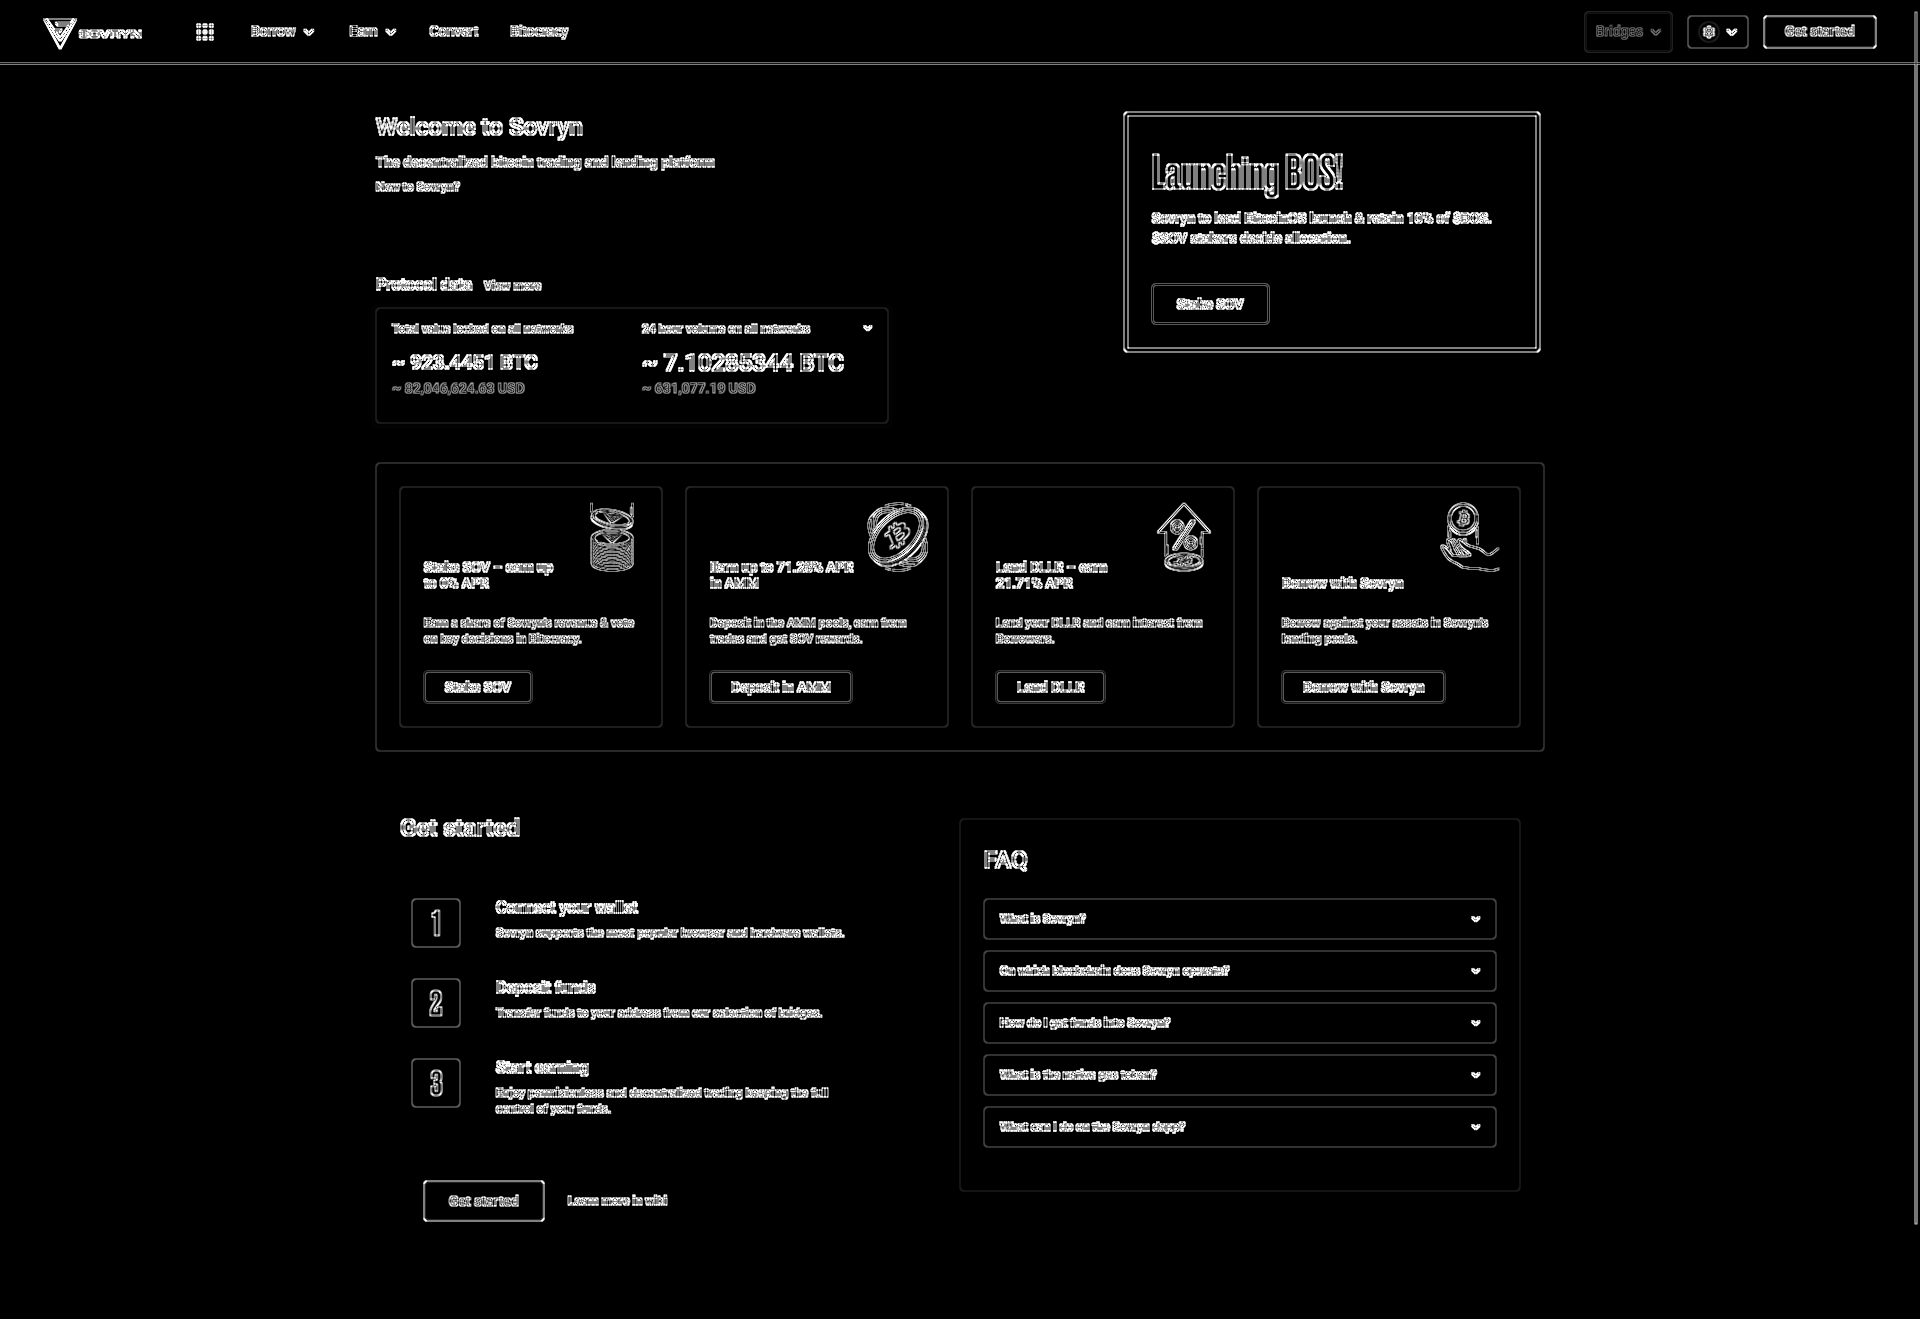 SOVRYN
Borrow
Earn
Convert
Bitocracy
Bridges
Get started
Welcome to Sovryn
The decentralized bitcoin trading and lending platform
New to Sovryn?
Launching BOS!
Sovryn to lead BitcoinOS launch & retain 10% of $BOS.
$SOV stakers decide allocation.
Stake SOV
Protocol data View more
Total value locked on all networks
24 hour volume on all networks
~ 923.4451 BTC
~ 7.10285344 BTC
~ 82,046,624.63 USD
~ 631,077.19 USD
Stake SOV – earn up
to 0% APR
Earn a share of Sovryn's revenue & vote
on key decisions in Bitocracy.
Stake SOV
Earn up to 71.28% APR
in AMM
Deposit in the AMM pools, earn from
trades and get SOV rewards.
Deposit in AMM
Lend DLLR – earn
21.71% APR
Lend your DLLR and earn interest from
Borrowers.
Lend DLLR
Borrow with Sovryn
Borrow against your assets in Sovryn's
lending pools.
Borrow with Sovryn
Get started
1
Connect your wallet
Sovryn supports the most popular browser and hardware wallets.
2
Deposit funds
Transfer funds to your address from our selection of bridges.
3
Start earning
Enjoy permissionless and decentralised trading keeping the full
control of your funds.
Get started
Learn more in wiki
FAQ
What is Sovryn?
On which blockchain does Sovryn operate?
How do I get funds into Sovryn?
What is the native gas token?
What can I do on the Sovryn dapp?